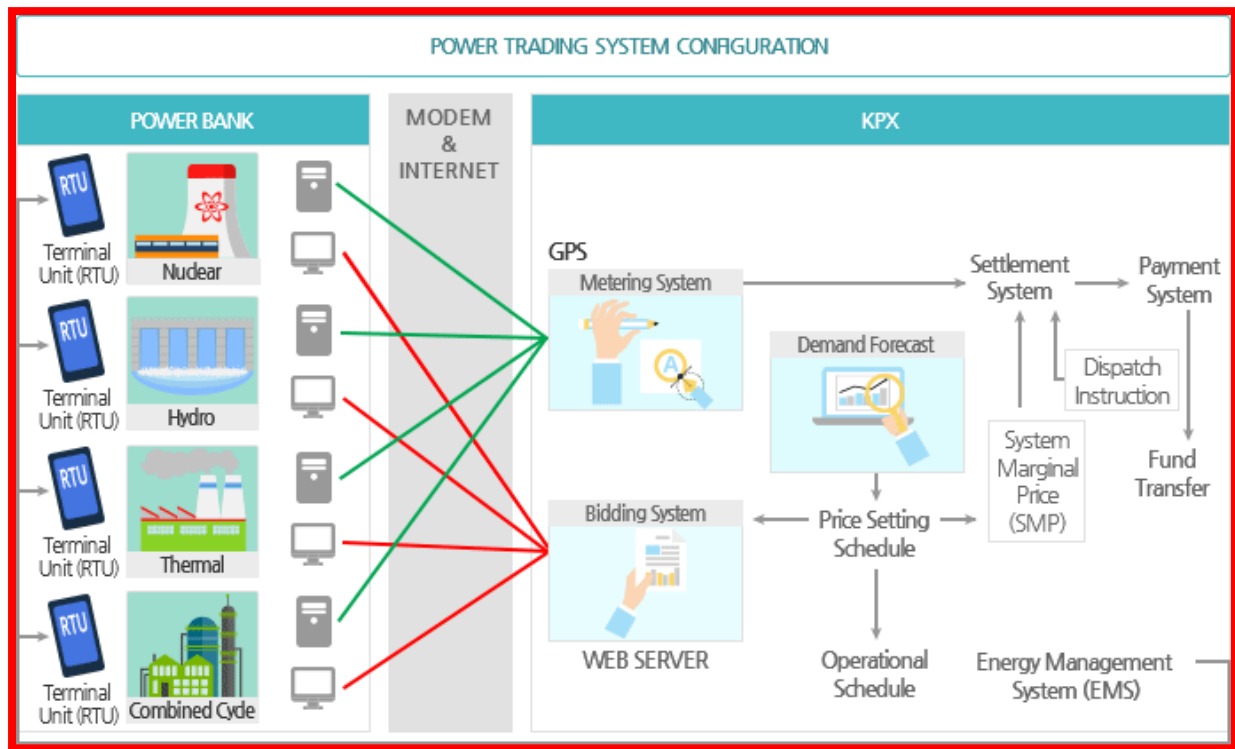 POWER TRADING SYSTEM CONFIGURATION
POWER BANK
MODEM
&
INTERNET
KPX
RTU
Terminal
Unit (RTU)
Nuclear
RTU
Terminal
Unit (RTU)
Hydro
RTU
Terminal
Unit (RTU)
Thermal
RTU
Terminal
Unit (RTU)
Combined Cycle
GPS
Metering System
A
Settlement
System
Payment
System
Demand Forecast
Dispatch
Instruction
System
Marginal
Price
(SMP)
Fund
Transfer
Bidding System
Price Setting
Schedule
WEB SERVER
Operational
Schedule
Energy Management
System (EMS)